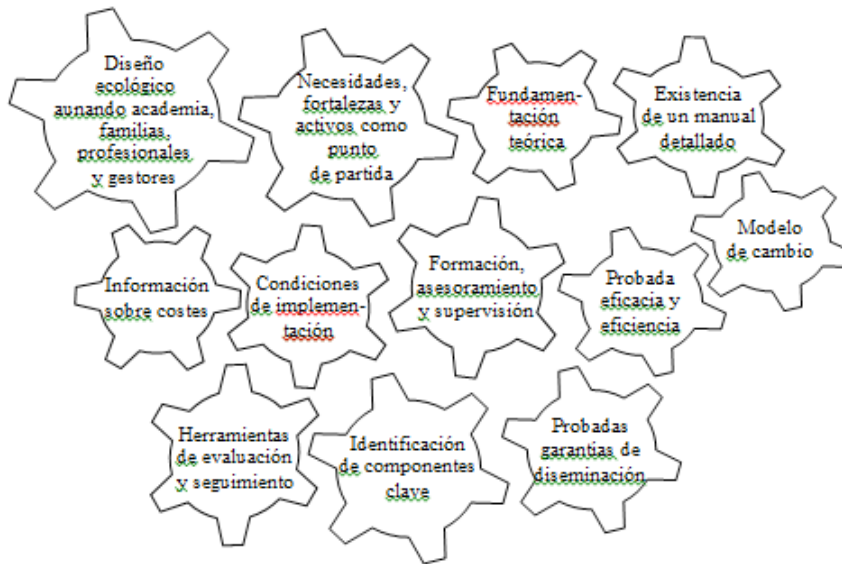 Diseño
ecológico
aunando academia,
familias,
profesionales
y gestores
Necesidades,
fortalezas y
activos como
punto
de partida
Fundamen-
tación
teórica
Existencia
de un manual
detallado
Modelo
de cambio
Información
sobre costes
Condiciones
de implemen-
tación
Formación,
asesoramiento
y supervisión
Probada
eficacia y
eficiencia
Herramientas
de evaluación
y seguimiento
Identificación
de componentes
clave
Probadas
garantías de
diseminación